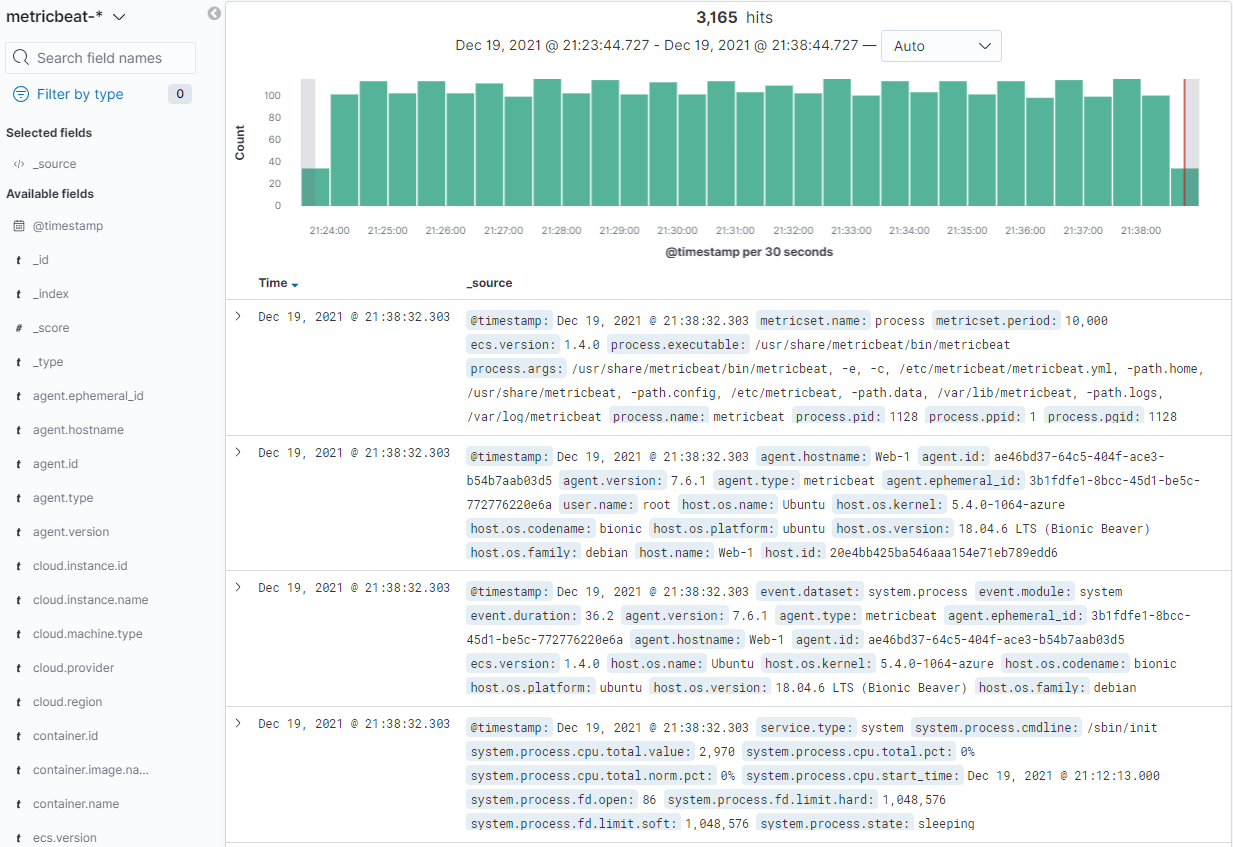 metricbeat-*
Search field names
Filter by type 0
Selected fields
_source
Available fields
@timestamp
t _id
t _index
# _score
t _type
t agent.ephemeral_id
t agent.hostname
t agent.id
t agent.type
t agent.version
t cloud.instance.id
t cloud.instance.name
t cloud.machine.type
t cloud.provider
t cloud.region
t container.id
t container.image.na...
t container.name
t ecs.version
3,165 hits
Dec 19, 2021 @ 21:23:44.727 - Dec 19, 2021 @ 21:38:44.727 — Auto
Count
100
80
60
40
20
0
21:24:00 21:25:00 21:26:00 21:27:00 21:28:00 21:29:00 21:30:00 21:31:00 21:32:00 21:33:00 21:34:00 21:35:00 21:36:00 21:37:00 21:38:00
@timestamp per 30 seconds
Time _source
Dec 19, 2021 @ 21:38:32.303 @timestamp: Dec 19, 2021 @ 21:38:32.303 metricset.name: process metricset.period: 10,000
ecs.version: 1.4.0 process.executable: /usr/share/metricbeat/bin/metricbeat
process.args: /usr/share/metricbeat/bin/metricbeat, -e, -c, /etc/metricbeat/metricbeat.yml, -path.home,
/usr/share/metricbeat, -path.config, /etc/metricbeat, -path.data, /var/lib/metricbeat, -path.logs,
/var/log/metricbeat process.name: metricbeat process.pid: 1128 process.ppid: 1 process.pgid: 1128
Dec 19, 2021 @ 21:38:32.303 @timestamp: Dec 19, 2021 @ 21:38:32.303 agent.hostname: Web-1 agent.id: ae46bd37-64c5-404f-ace3-
b54b7aab03d5 agent.version: 7.6.1 agent.type: metricbeat agent.ephemeral_id: 3b1fdfe1-8bcc-45d1-be5c-
772776220e6a user.name: root host.os.name: Ubuntu host.os.kernel: 5.4.0-1064-azure
host.os.codename: bionic host.os.platform: ubuntu host.os.version: 18.04.6 LTS (Bionic Beaver)
host.os.family: debian host.name: Web-1 host.id: 20e4bb425ba546aaa154e71eb789edd6
Dec 19, 2021 @ 21:38:32.303 @timestamp: Dec 19, 2021 @ 21:38:32.303 event.dataset: system.process event.module: system
event.duration: 36.2 agent.version: 7.6.1 agent.type: metricbeat agent.ephemeral_id: 3b1fdfe1-8bcc-
45d1-be5c-772776220e6a agent.hostname: Web-1 agent.id: ae46bd37-64c5-404f-ace3-b54b7aab03d5
ecs.version: 1.4.0 host.os.name: Ubuntu host.os.kernel: 5.4.0-1064-azure host.os.codename: bionic
host.os.platform: ubuntu host.os.version: 18.04.6 LTS (Bionic Beaver) host.os.family: debian
Dec 19, 2021 @ 21:38:32.303 @timestamp: Dec 19, 2021 @ 21:38:32.303 service.type: system system.process.cmdline: /sbin/init
system.process.cpu.total.value: 2,970 system.process.cpu.total.pct: 0%
system.process.cpu.total.norm.pct: 0% system.process.cpu.start_time: Dec 19, 2021 @ 21:12:13.000
system.process.fd.open: 86 system.process.fd.limit.hard: 1,048,576
system.process.fd.limit.soft: 1,048,576 system.process.state: sleeping